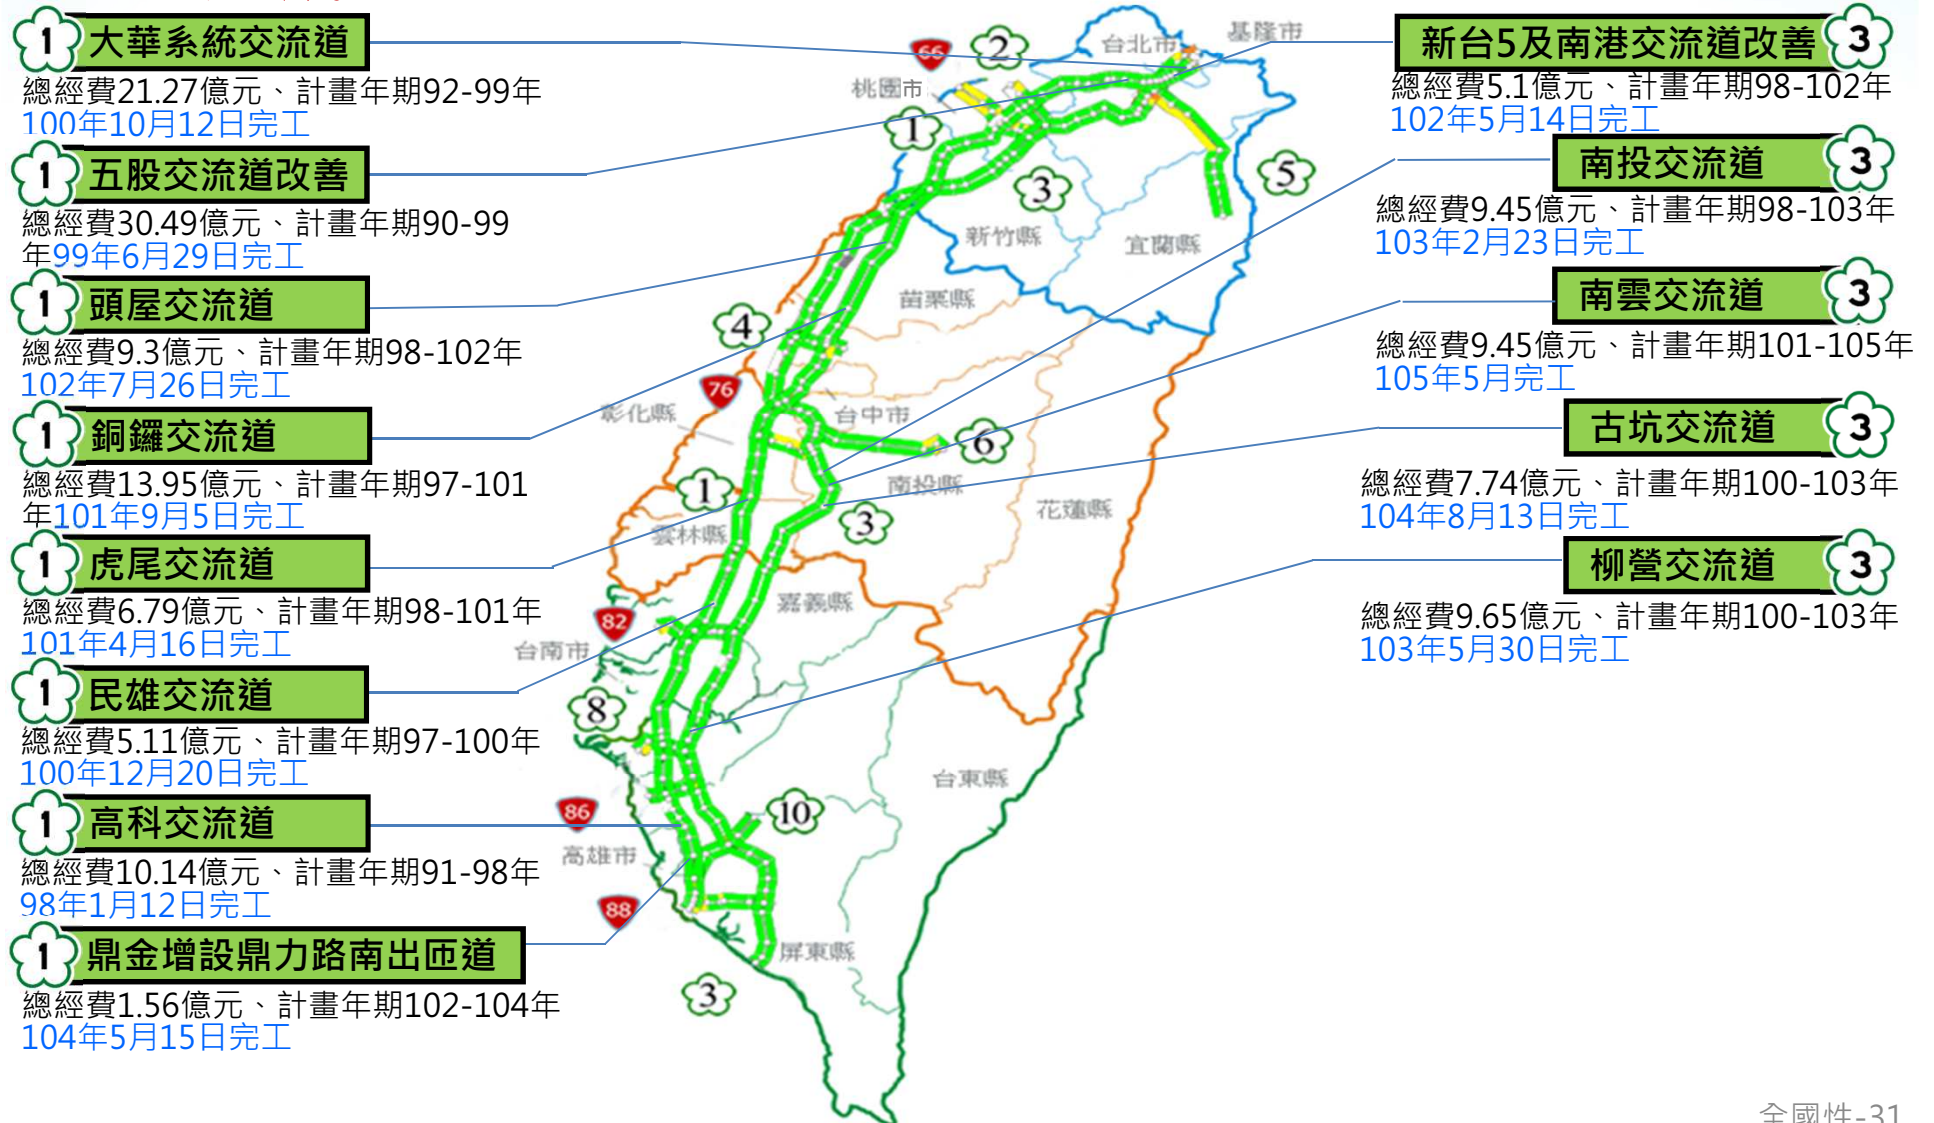 1 大華系統交流道
總經費21.27億元、計畫年期92-99年
100年10月12日完工
1 五股交流道改善
總經費30.49億元、計畫年期90-99
年99年6月29日完工
1 頭屋交流道
總經費9.3億元、計畫年期98-102年
102年7月26日完工
1 銅鑼交流道
總經費13.95億元、計畫年期97-101
年101年9月5日完工
1 虎尾交流道
總經費6.79億元、計畫年期98-101年
101年4月16日完工
1 民雄交流道
總經費5.11億元、計畫年期97-100年
100年12月20日完工
1 高科交流道
總經費10.14億元、計畫年期91-98年
98年1月12日完工
1 鼎金增設鼎力路南出匝道
總經費1.56億元、計畫年期102-104年
104年5月15日完工
66
2
台北市
基隆市
桃園市
1
3
5
新竹縣
宜蘭縣
苗栗縣
4
76
彰化縣
台中市
6
1
南投縣
3
花蓮縣
雲林縣
嘉義縣
82
台南市
8
台東縣
86
10
高雄市
88
屏東縣
3
新台5及南港交流道改善 3
總經費5.1億元、計畫年期98-102年
102年5月14日完工
南投交流道 3
總經費9.45億元、計畫年期98-103年
103年2月23日完工
南雲交流道 3
總經費9.45億元、計畫年期101-105年
105年5月完工
古坑交流道 3
總經費7.74億元、計畫年期100-103年
104年8月13日完工
柳營交流道 3
總經費9.65億元、計畫年期100-103年
103年5月30日完工
全國性-31